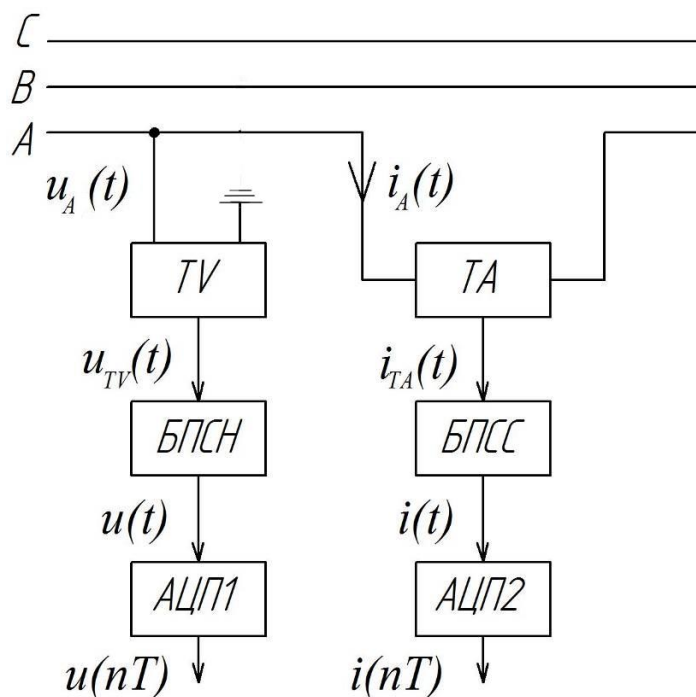 C
B
A
u_A(t)
i_A(t)
TV
TA
u_TV(t)
i_TA(t)
БПСН
БПСС
u(t)
i(t)
АЦП1
АЦП2
u(nT)
i(nT)